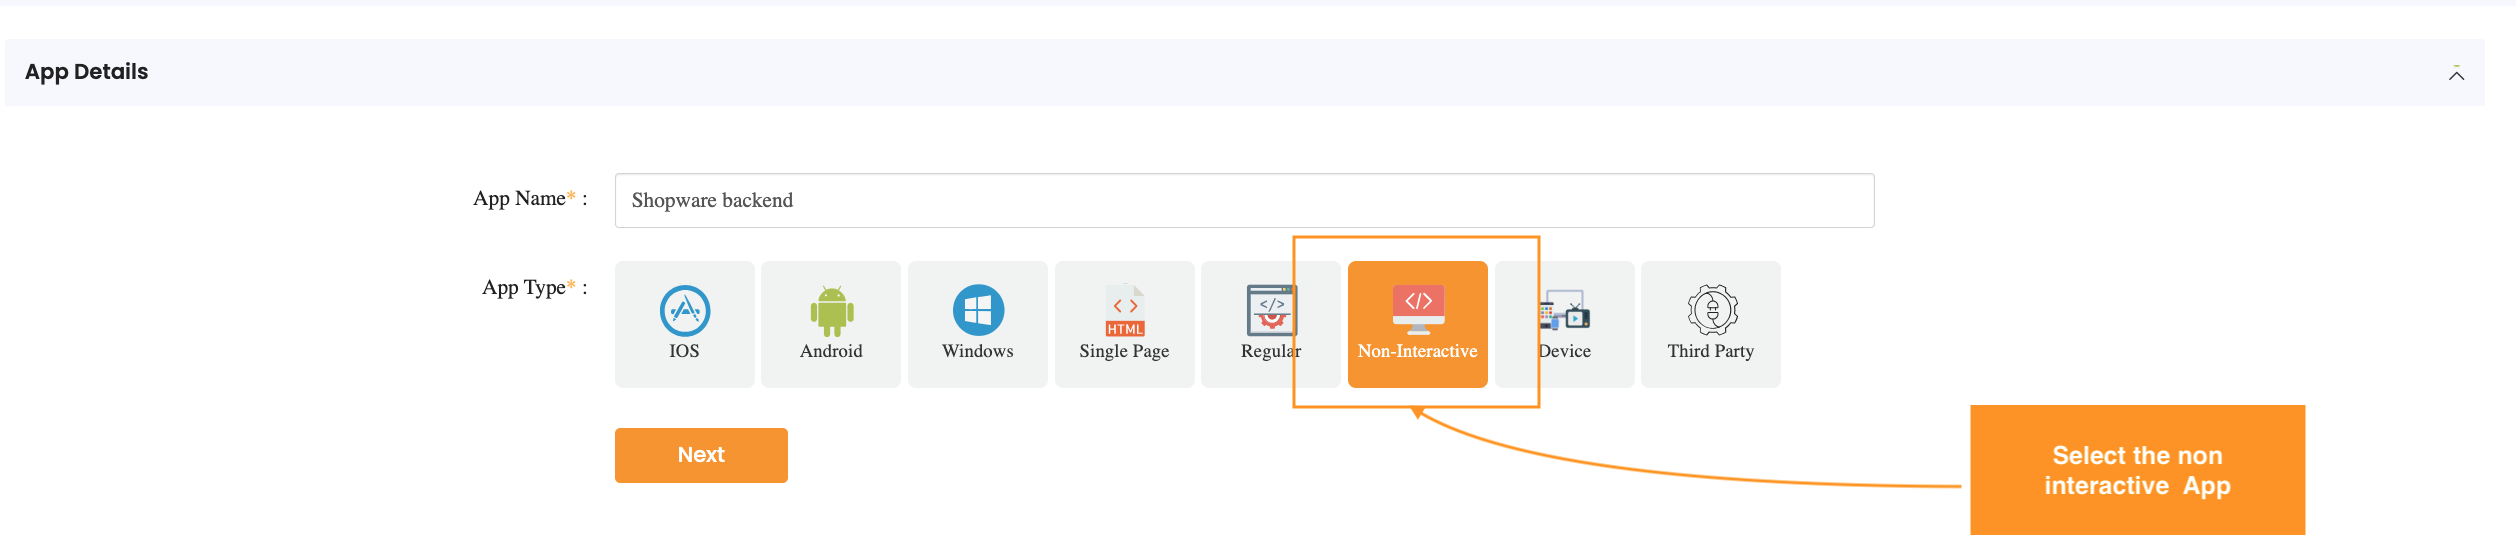 App Details
App Name* :
Shopware backend
App Type* :
IOS
Android
Windows
HTML
Single Page
Regular
Non-Interactive
Device
Third Party
Next
Select the non
interactive App